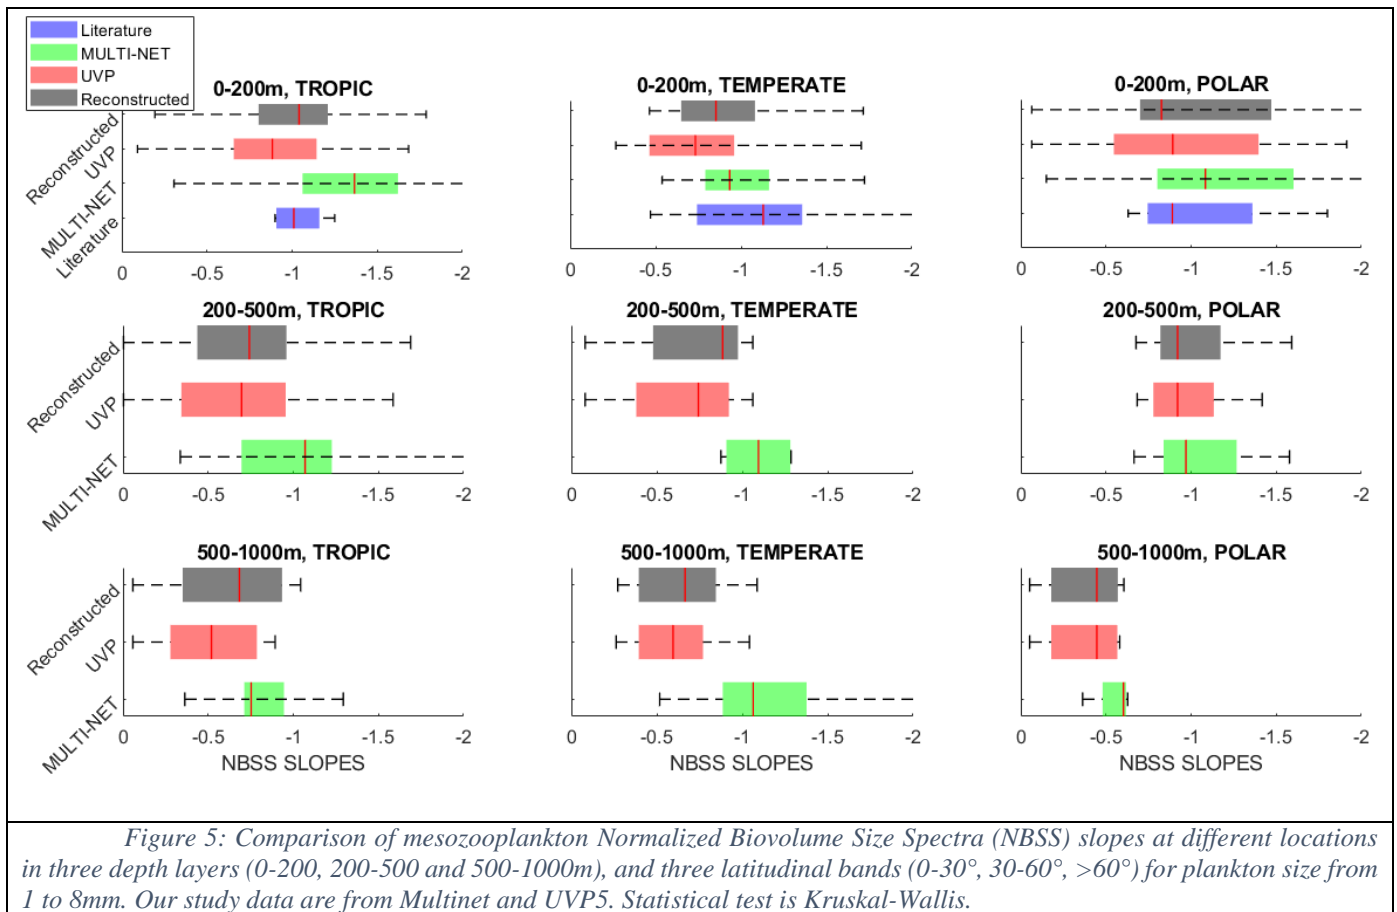 Literature
MULTI-NET
UVP
Reconstructed
0-200m, TROPIC
0-200m, TEMPERATE
0-200m, POLAR
Reconstructed
UVP
MULTI-NET
Literature
0 -0.5 -1 -1.5 -2
0 -0.5 -1 -1.5 -2
0 -0.5 -1 -1.5 -2
200-500m, TROPIC
200-500m, TEMPERATE
200-500m, POLAR
Reconstructed
UVP
MULTI-NET
0 -0.5 -1 -1.5 -2
0 -0.5 -1 -1.5 -2
0 -0.5 -1 -1.5 -2
500-1000m, TROPIC
500-1000m, TEMPERATE
500-1000m, POLAR
Reconstructed
UVP
MULTI-NET
0 -0.5 -1 -1.5 -2
0 -0.5 -1 -1.5 -2
0 -0.5 -1 -1.5 -2
NBSS SLOPES
NBSS SLOPES
NBSS SLOPES
Figure 5: Comparison of mesozooplankton Normalized Biovolume Size Spectra (NBSS) slopes at different locations
in three depth layers (0-200, 200-500 and 500-1000m), and three latitudinal bands (0-30°, 30-60°, >60°) for plankton size from
1 to 8mm. Our study data are from Multinet and UVP5. Statistical test is Kruskal-Wallis.